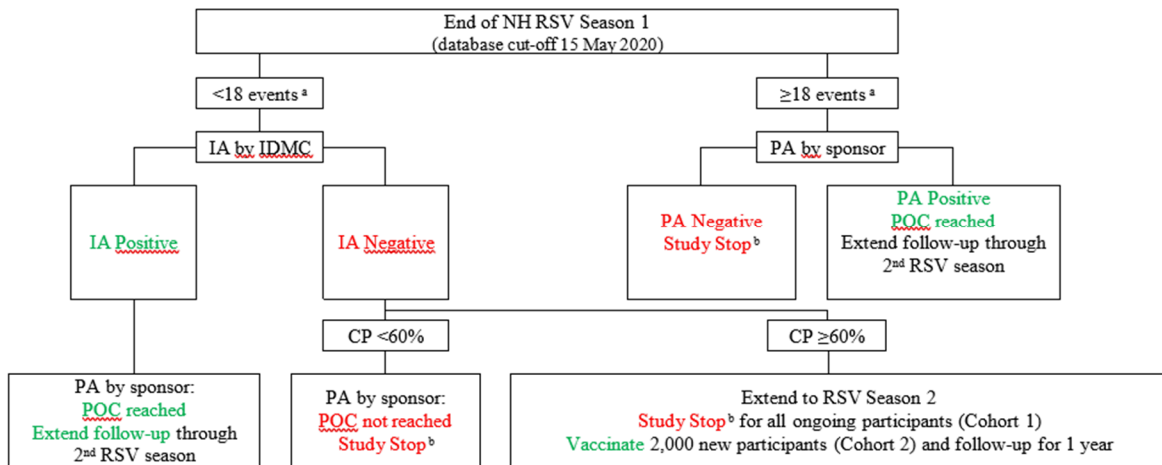 End of NH RSV Season 1
(database cut-off 15 May 2020)
<18 events a
≥18 events a
IA by IDMC
PA by sponsor
IA Positive
IA Negative
PA Negative
Study Stop b
PA Positive
POC reached
Extend follow-up through
2nd RSV season
CP <60%
CP ≥60%
PA by sponsor:
POC reached
Extend follow-up through
2nd RSV season
PA by sponsor:
POC not reached
Study Stop b
Extend to RSV Season 2
Study Stop b for all ongoing participants (Cohort 1)
Vaccinate 2,000 new participants (Cohort 2) and follow-up for 1 year